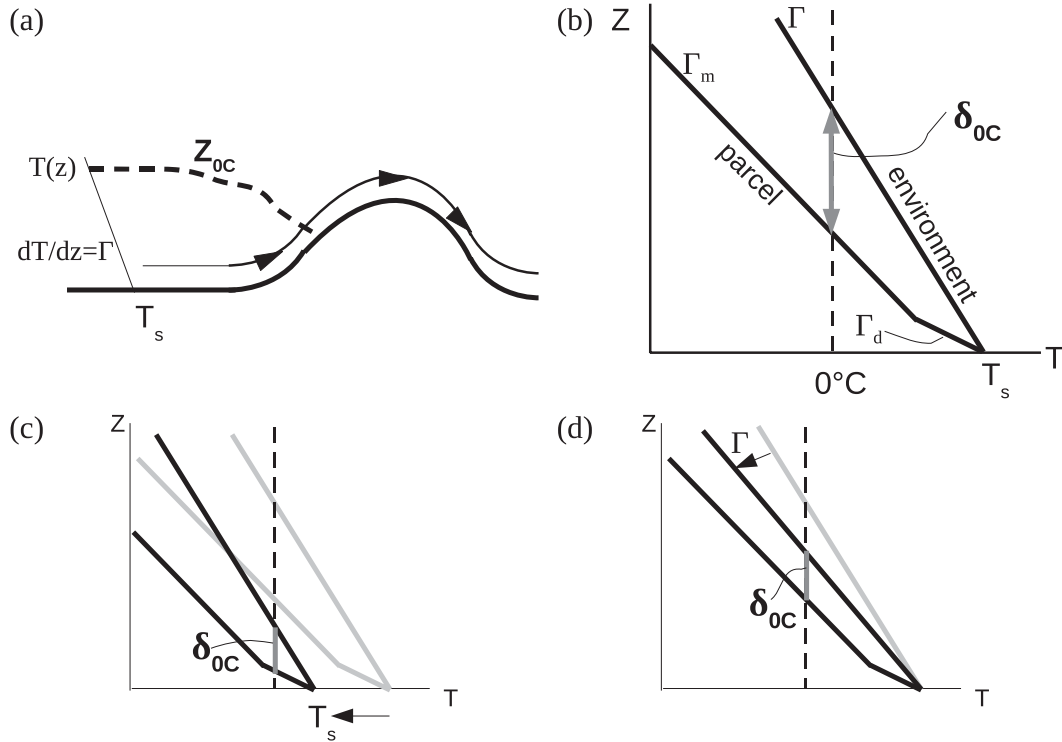 (a)
T(z)
Z0C
dT/dz=Γ
Ts
(b)
Z
Γ
Γm
δ0C
parcel
environment
Γd
T
0°C
Ts
(c)
Z
δ0C
T
Ts
(d)
Z
Γ
δ0C
T